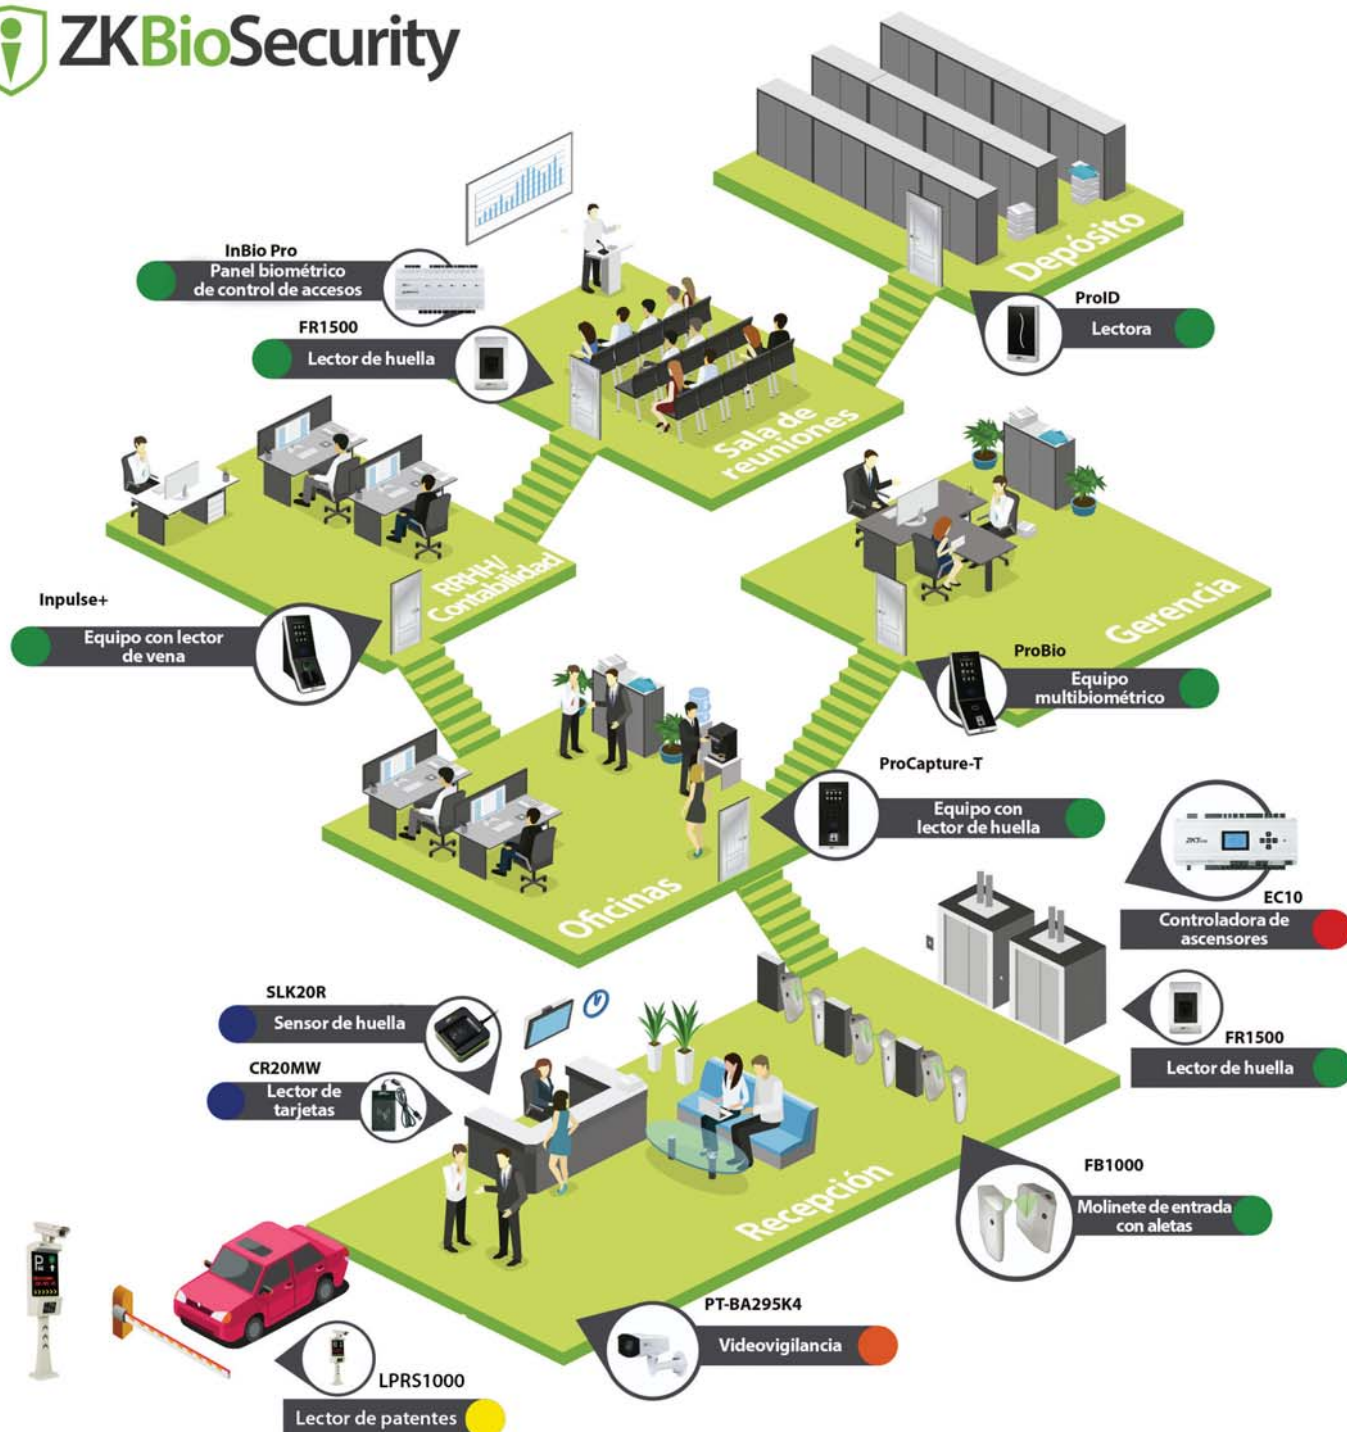 ZKBioSecurity
InBio Pro
Panel biométrico
de control de accesos
FR1500
Lector de huella
Depósito
ProID
Lectora
Sala de
reuniones
RRHH/
Contabilidad
Gerencia
Inpulse+
Equipo con lector
de vena
ProBio
Equipo
multibiométrico
ProCapture-T
Equipo con
lector de huella
Oficinas
EC10
Controladora de
ascensores
SLK20R
Sensor de huella
CR20MW
Lector de
tarjetas
FR1500
Lector de huella
Recepción
FB1000
Molinete de entrada
con aletas
PT-BA295K4
Videovigilancia
P
LPRS1000
Lector de patentes